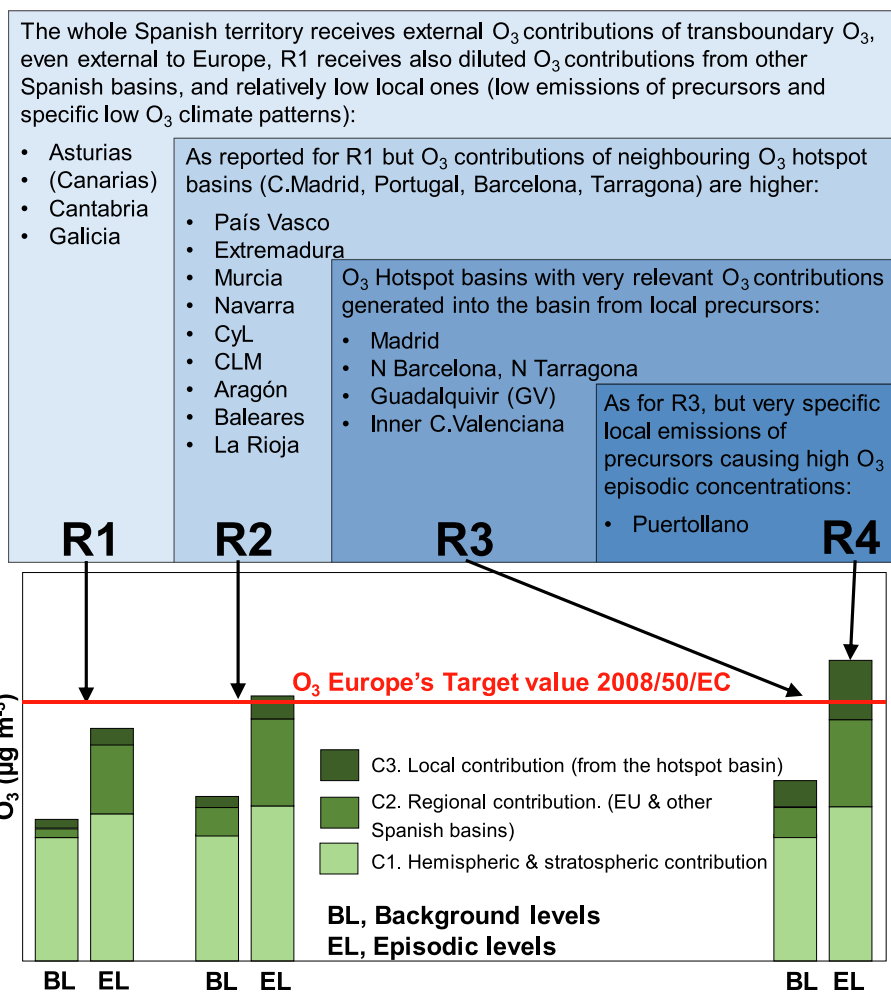 The whole Spanish territory receives external O₃ contributions of transboundary O₃,
even external to Europe, R1 receives also diluted O₃ contributions from other
Spanish basins, and relatively low local ones (low emissions of precursors and
specific low O₃ climate patterns):
• Asturias
• (Canarias)
• Cantabria
• Galicia
R1
As reported for R1 but O₃ contributions of neighbouring O₃ hotspot
basins (C.Madrid, Portugal, Barcelona, Tarragona) are higher:
• País Vasco
• Extremadura
• Murcia
• Navarra
• CyL
• CLM
• Aragón
• Baleares
• La Rioja
R2
O₃ Hotspot basins with very relevant O₃ contributions
generated into the basin from local precursors:
• Madrid
• N Barcelona, N Tarragona
• Guadalquivir (GV)
• Inner C.Valenciana
R3
As for R3, but very specific
local emissions of
precursors causing high O₃
episodic concentrations:
• Puertollano
R4
O₃ Europe's Target value 2008/50/EC
O₃ (µg m⁻³)
C3. Local contribution (from the hotspot basin)
C2. Regional contribution. (EU & other
Spanish basins)
C1. Hemispheric & stratospheric contribution
BL, Background levels
EL, Episodic levels
BL EL BL EL BL EL